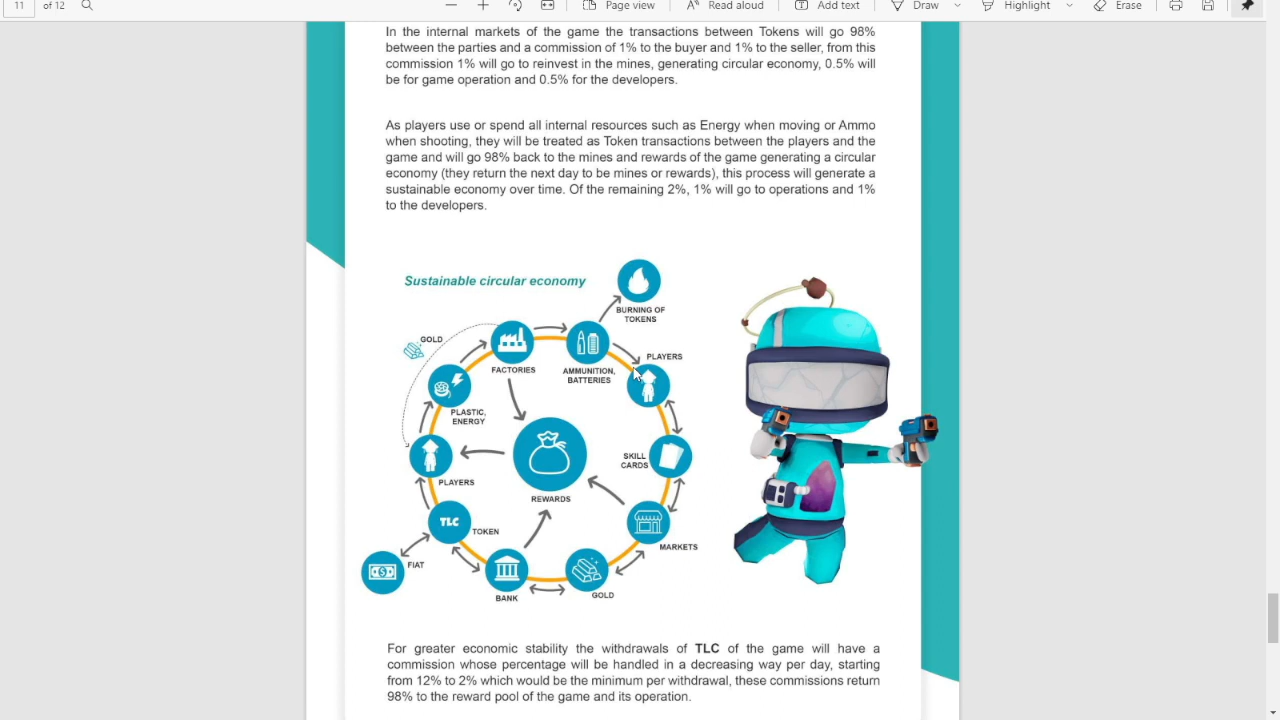 11 of 12
Page view
Read aloud
Add text
Draw
Highlight
Erase
In the internal markets of the game the transactions between Tokens will go 98%
between the parties and a commission of 1% to the buyer and 1% to the seller, from this
commission 1% will go to reinvest in the mines, generating circular economy, 0.5% will
be for game operation and 0.5% for the developers.
As players use or spend all internal resources such as Energy when moving or Ammo
when shooting, they will be treated as Token transactions between the players and the
game and will go 98% back to the mines and rewards of the game generating a circular
economy (they return the next day to be mines or rewards), this process will generate a
sustainable economy over time. Of the remaining 2%, 1% will go to operations and 1%
to the developers.
Sustainable circular economy
BURNING OF
TOKENS
GOLD
FACTORIES
AMMUNITION,
BATTERIES
PLAYERS
PLASTIC,
ENERGY
SKILL
CARDS
PLAYERS
REWARDS
TLC
TOKEN
MARKETS
FIAT
BANK
GOLD
For greater economic stability the withdrawals of TLC of the game will have a
commission whose percentage will be handled in a decreasing way per day, starting
from 12% to 2% which would be the minimum per withdrawal, these commissions return
98% to the reward pool of the game and its operation.